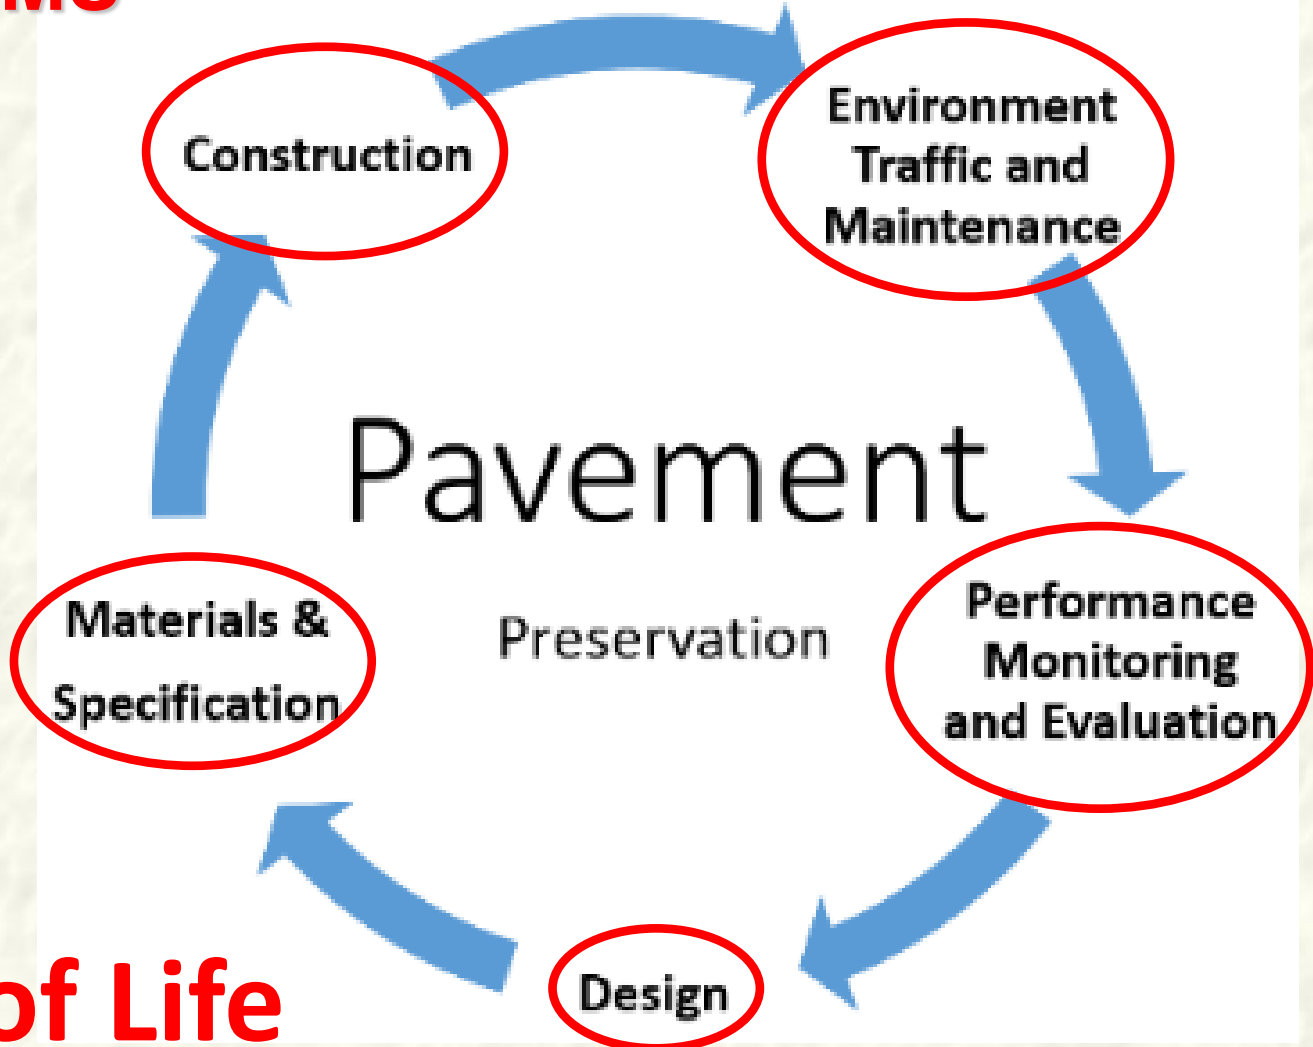 Construction
Environment
Traffic and
Maintenance
Pavement
Preservation
Materials &
Specification
Performance
Monitoring
and Evaluation
Design
of Life